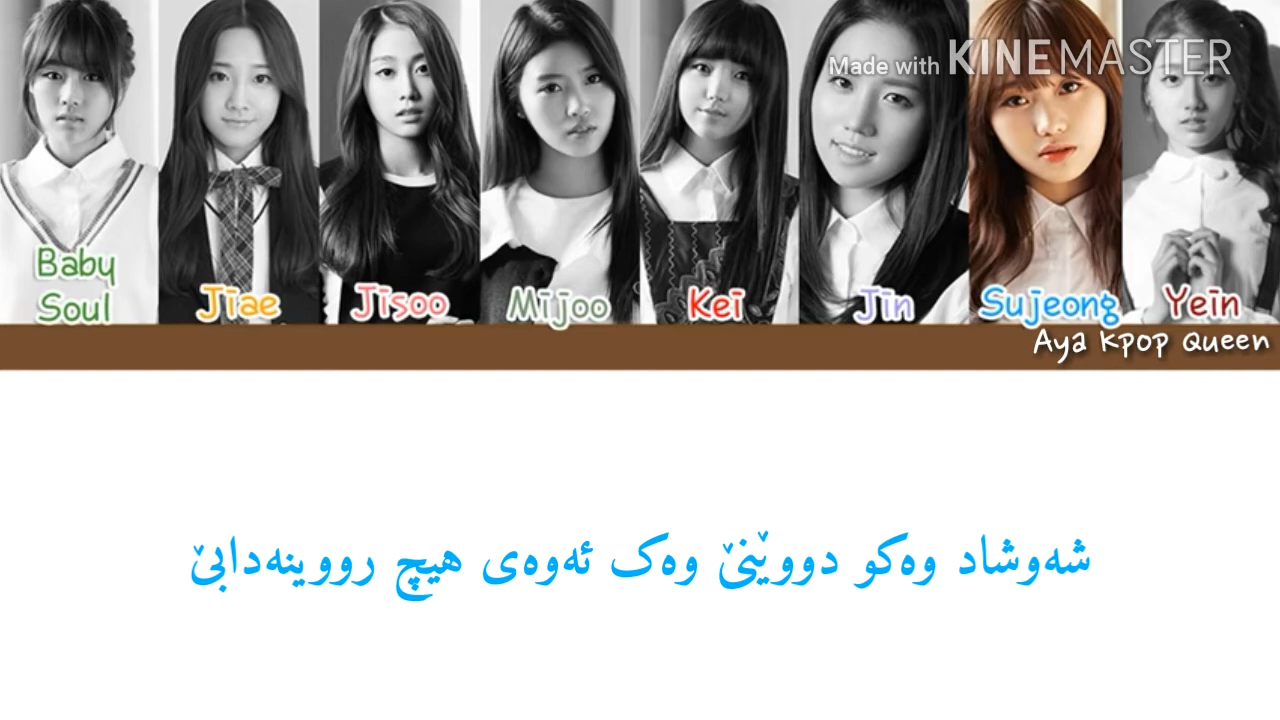 Made with KINEMASTER
Baby
Soul
Jiae
Jisoo
Mijoo
Kei
Jin
Sujeong
Yein
Aya Kpop Queen
شەوشاد وەکو دووێنێ وەک ئەوەی هیچ رووینەدابێ